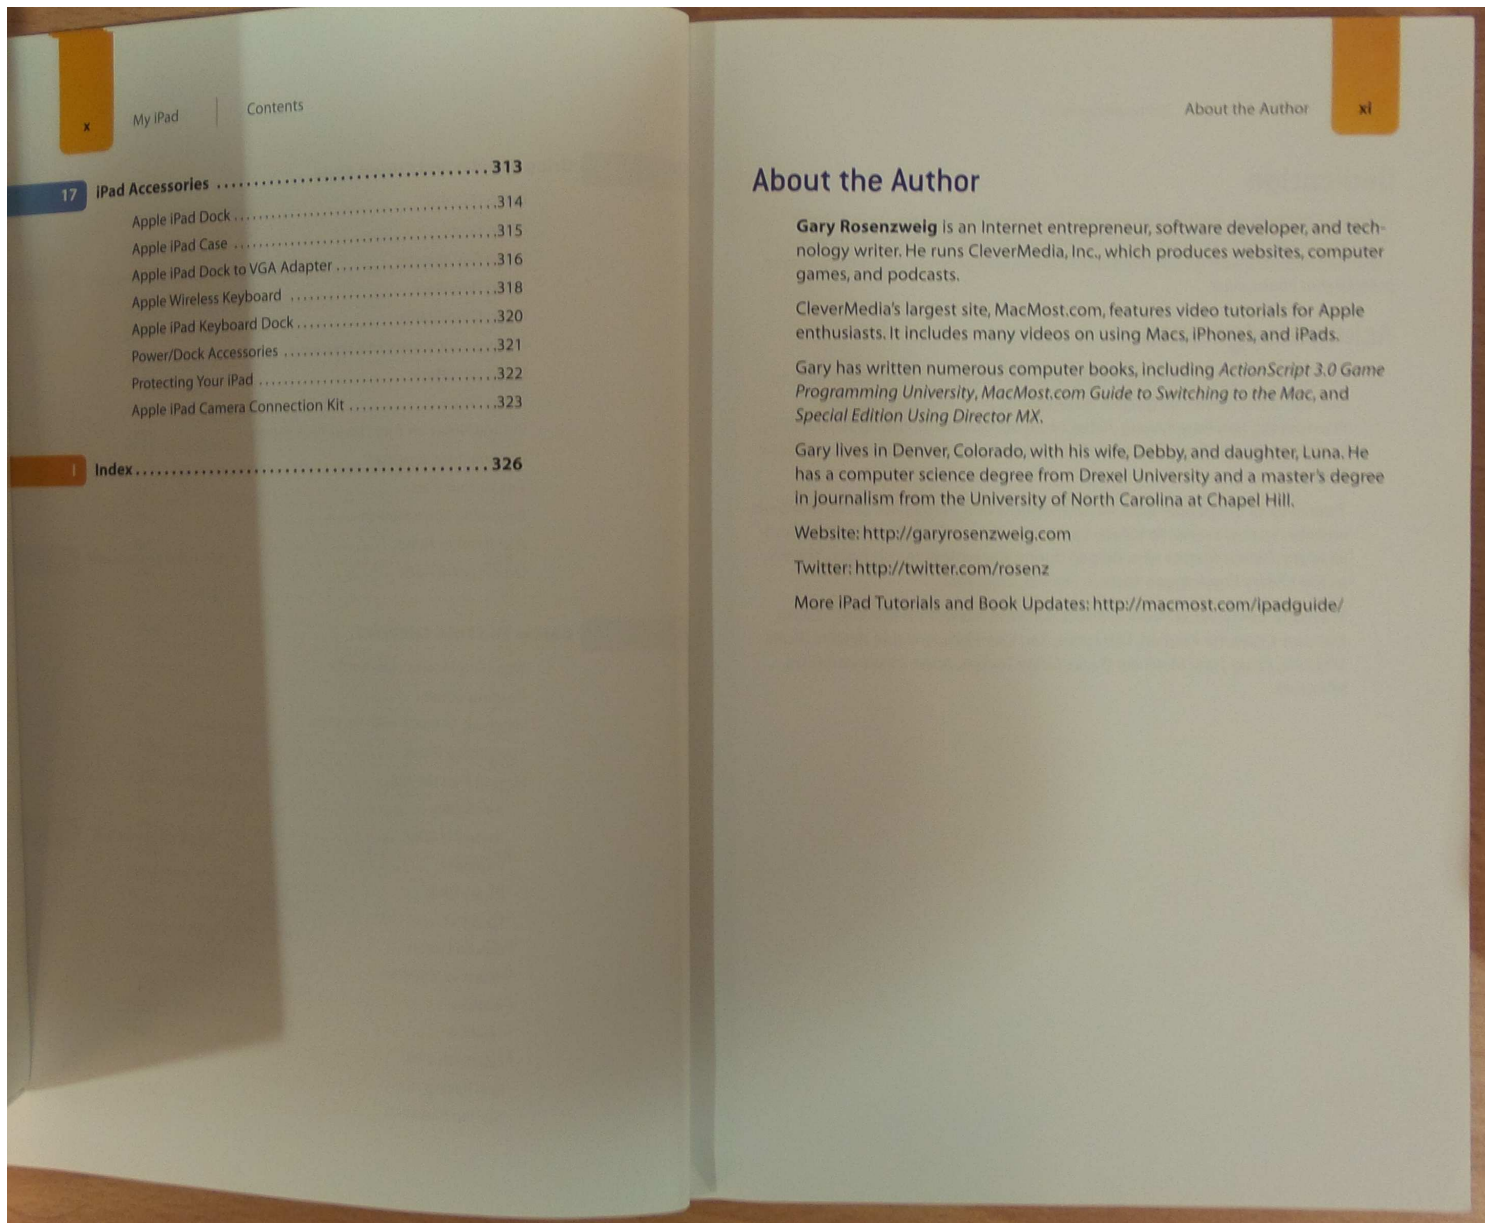 x
My iPad | Contents
17 iPad Accessories ....................................313
Apple iPad Dock.......................................314
Apple iPad Case .......................................315
Apple iPad Dock to VGA Adapter........................316
Apple Wireless Keyboard ..............................318
Apple iPad Keyboard Dock.............................320
Power/Dock Accessories ..............................321
Protecting Your iPad .................................322
Apple iPad Camera Connection Kit .....................323
I Index.................................................326
About the Author xi
About the Author
Gary Rosenzweig is an Internet entrepreneur, software developer, and tech-
nology writer. He runs CleverMedia, Inc., which produces websites, computer
games, and podcasts.
CleverMedia's largest site, MacMost.com, features video tutorials for Apple
enthusiasts. It includes many videos on using Macs, iPhones, and iPads.
Gary has written numerous computer books, including ActionScript 3.0 Game
Programming University, MacMost.com Guide to Switching to the Mac, and
Special Edition Using Director MX.
Gary lives in Denver, Colorado, with his wife, Debby, and daughter, Luna. He
has a computer science degree from Drexel University and a master's degree
in journalism from the University of North Carolina at Chapel Hill.
Website: http://garyrosenzweig.com
Twitter: http://twitter.com/rosenz
More iPad Tutorials and Book Updates: http://macmost.com/ipadguide/